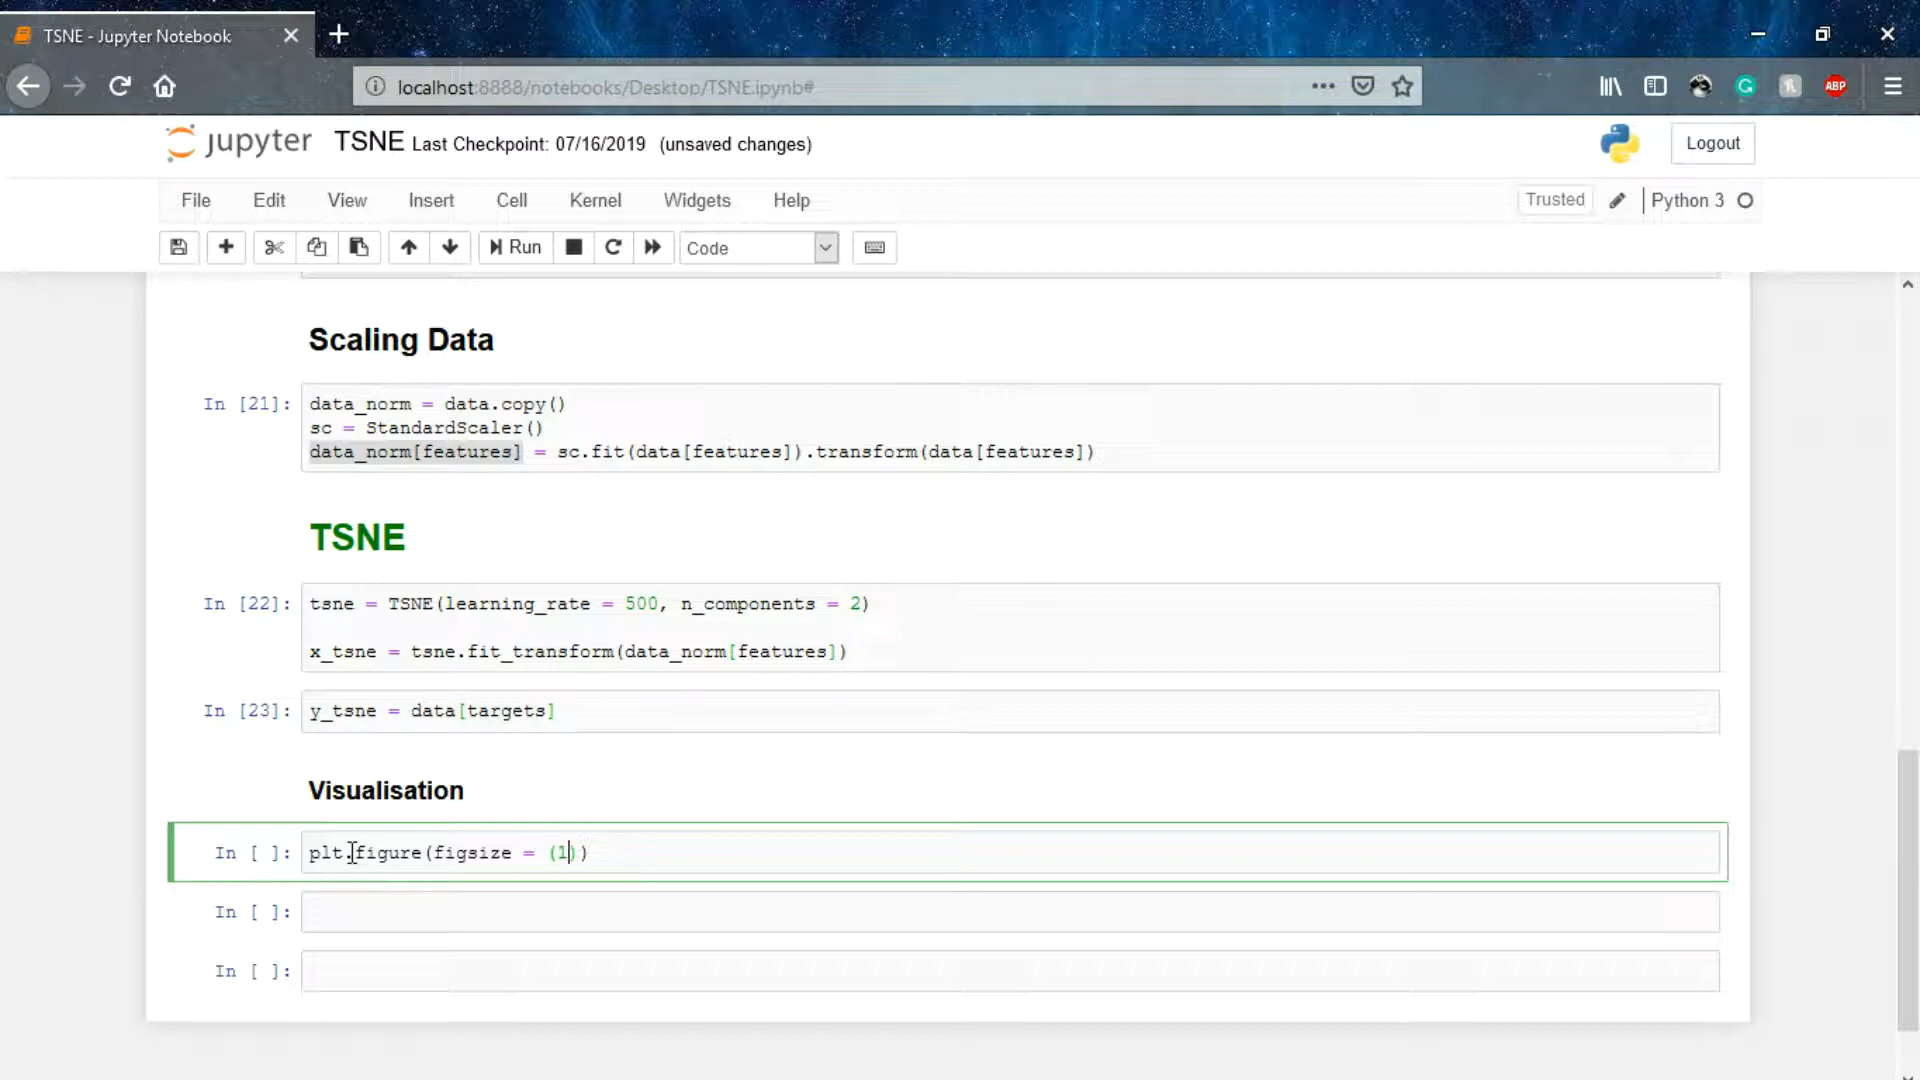 TSNE - Jupyter Notebook
localhost:8888/notebooks/Desktop/TSNE.ipynb#
ABP
jupyter TSNE Last Checkpoint: 07/16/2019 (unsaved changes)
Logout
File Edit View Insert Cell Kernel Widgets Help Trusted Python 3
Run Code
Scaling Data
In [21]: data_norm = data.copy()
sc = StandardScaler()
data_norm[features] = sc.fit(data[features]).transform(data[features])
TSNE
In [22]: tsne = TSNE(learning_rate = 500, n_components = 2)
x_tsne = tsne.fit_transform(data_norm[features])
In [23]: y_tsne = data[targets]
Visualisation
In [ ]: plt.figure(figsize = (1))
In [ ]:
In [ ]: